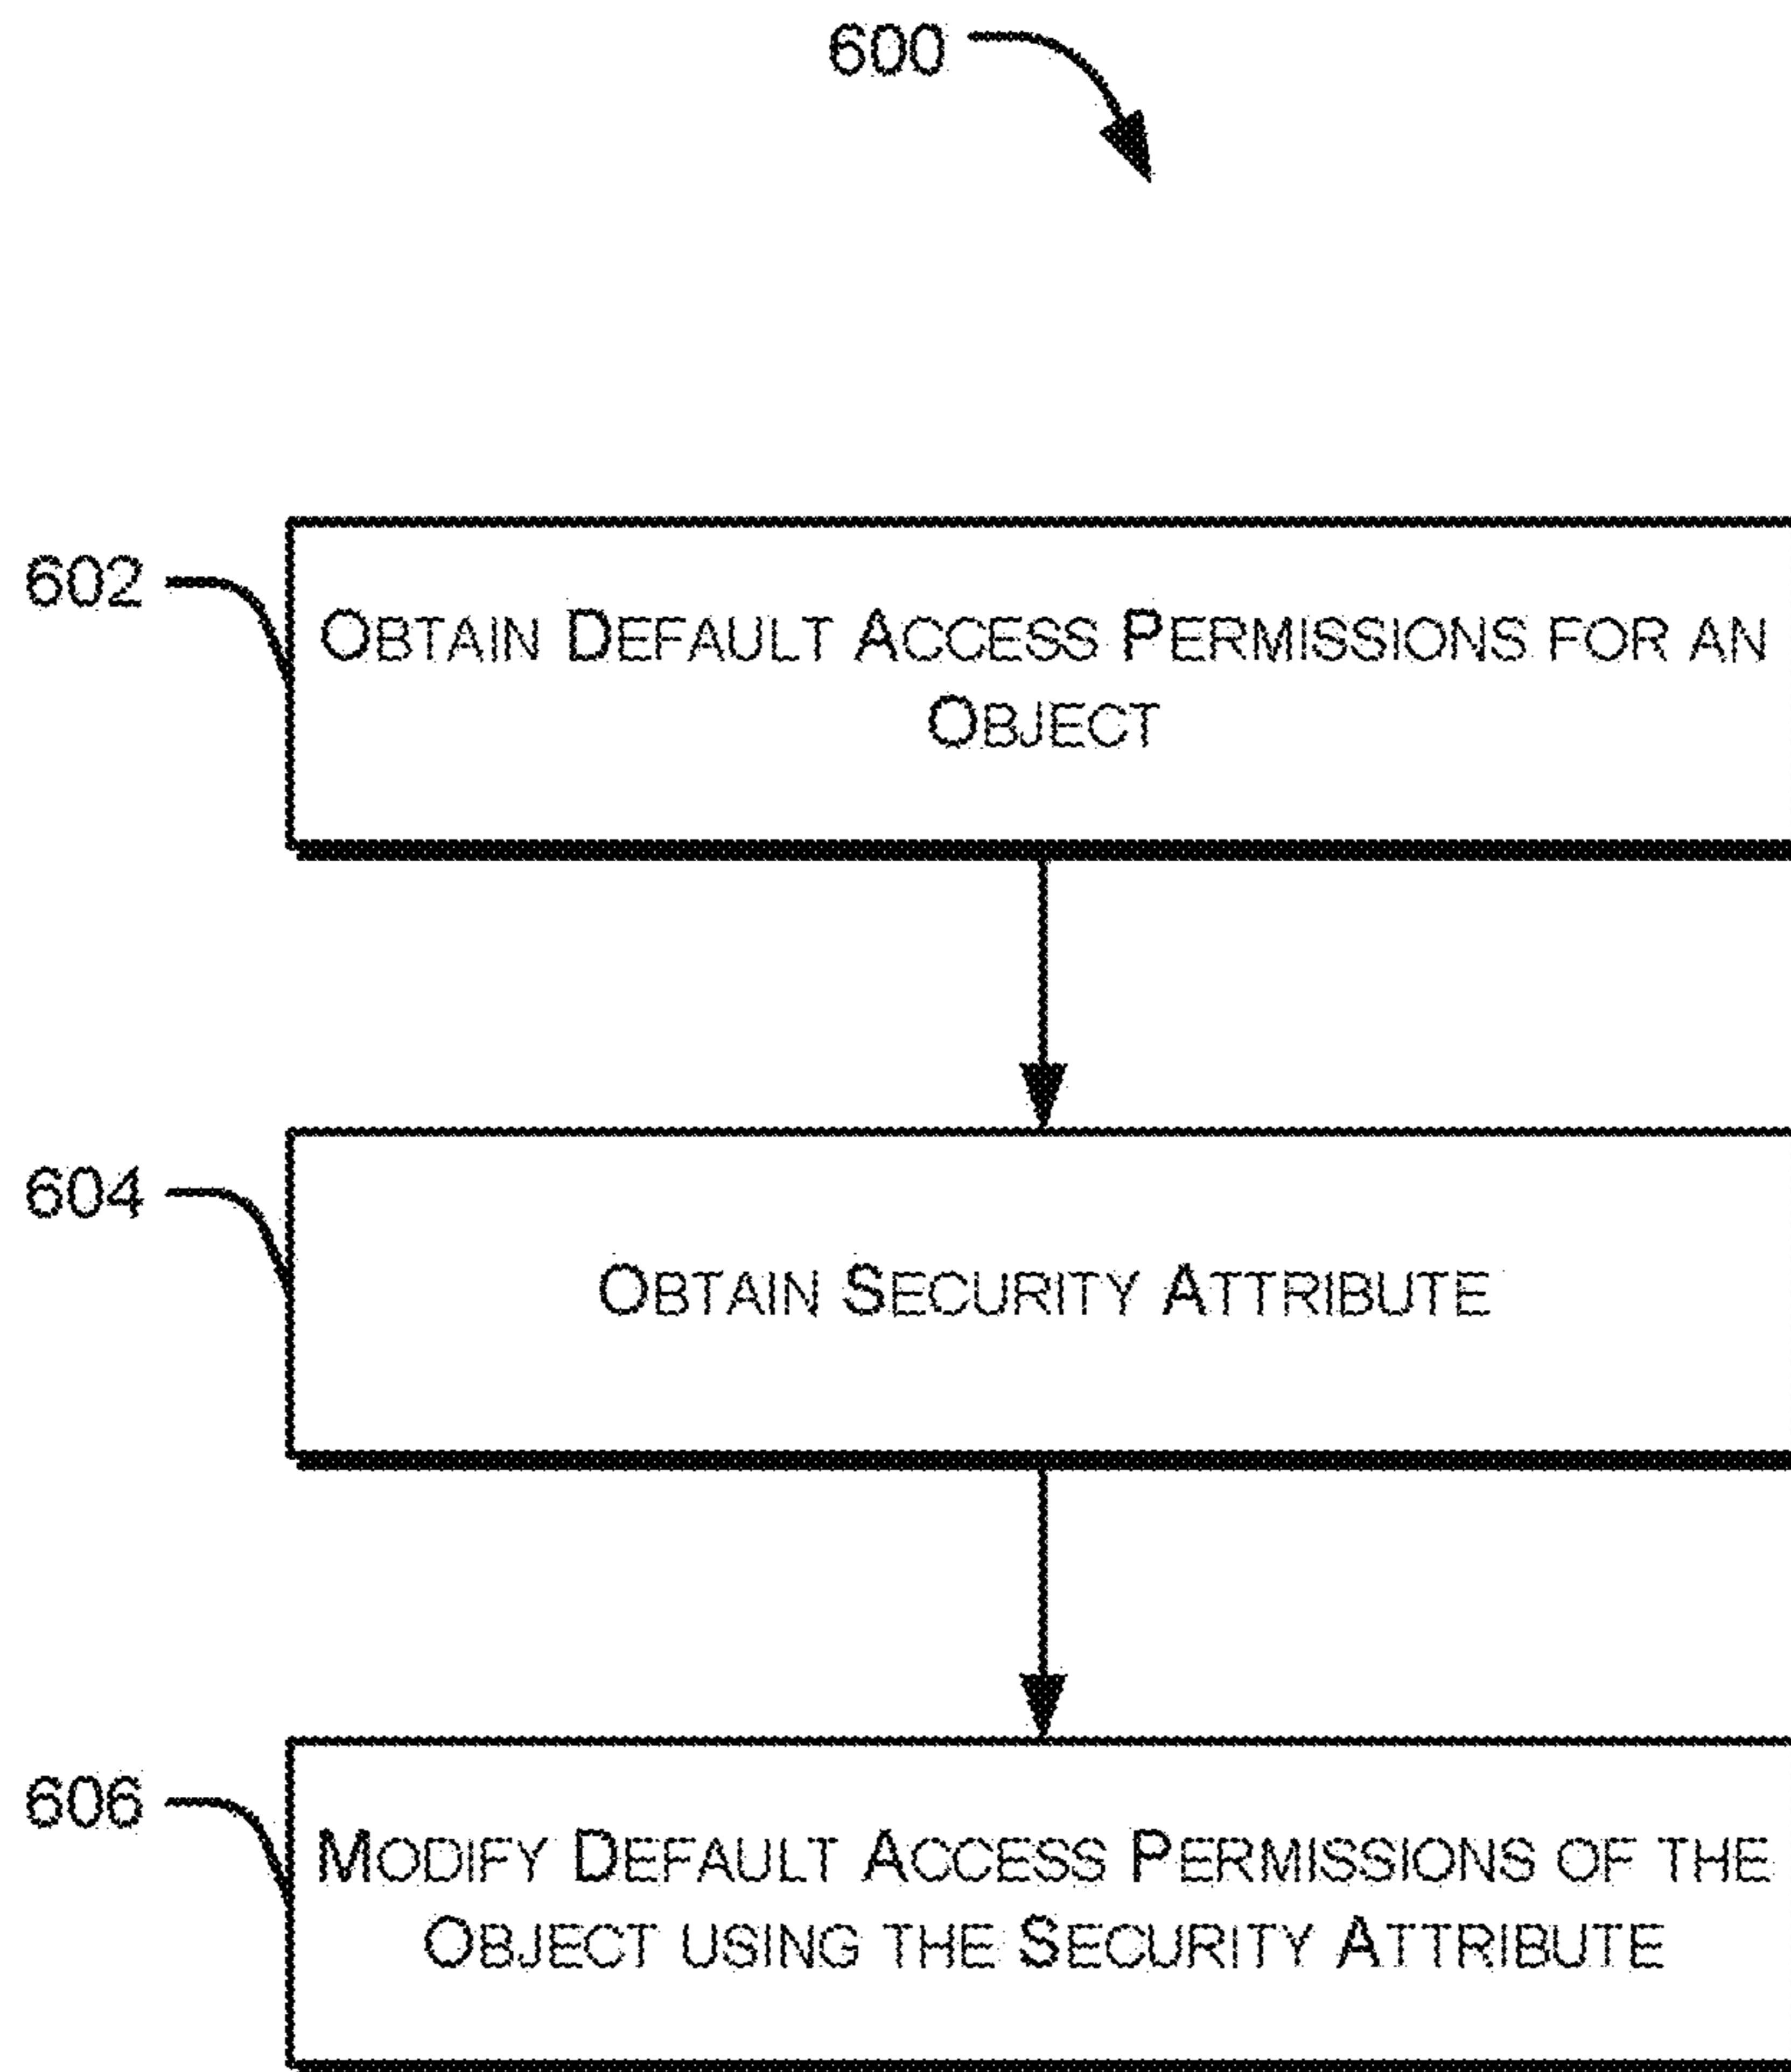 600
602
OBTAIN DEFAULT ACCESS PERMISSIONS FOR AN
OBJECT
604
OBTAIN SECURITY ATTRIBUTE
606
MODIFY DEFAULT ACCESS PERMISSIONS OF THE
OBJECT USING THE SECURITY ATTRIBUTE